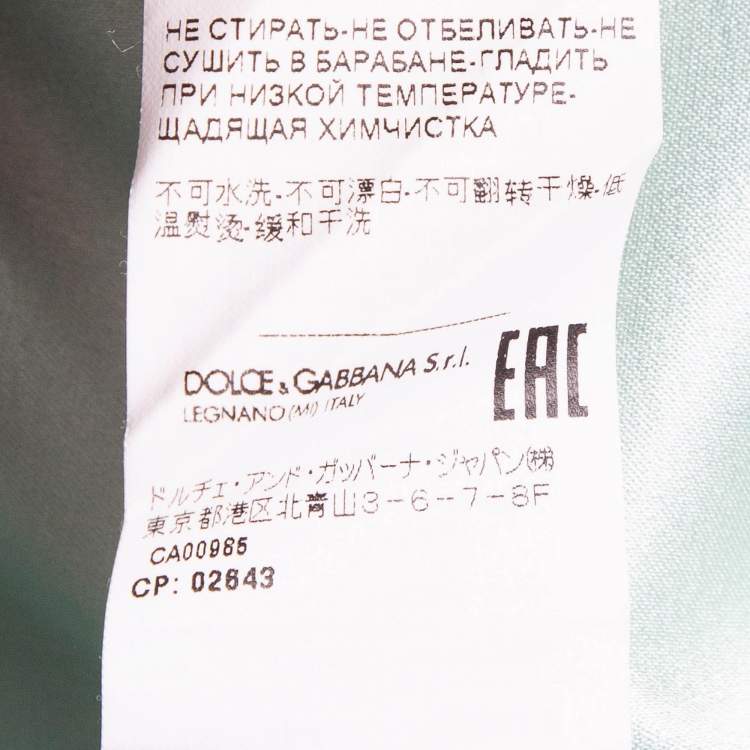 НЕ СТИРАТЬ-НЕ ОТБЕЛИВАТЬ-НЕ
СУШИТЬ В БАРАБАНЕ-ГЛАДИТЬ
ПРИ НИЗКОЙ ТЕМПЕРАТУРЕ-
ЩАДЯЩАЯ ХИМЧИСТКА
不可水洗-不可漂白-不可翻转干燥-低
温熨烫-缓和干洗
DOLCE & GABBANA S.r.l.
LEGNANO (MI) ITALY
EAC
ドルチェ・アンド・ガッバーナ・ジャパン㈱
東京都港区北青山3-6-7-8F
CA00985
CP: 02643